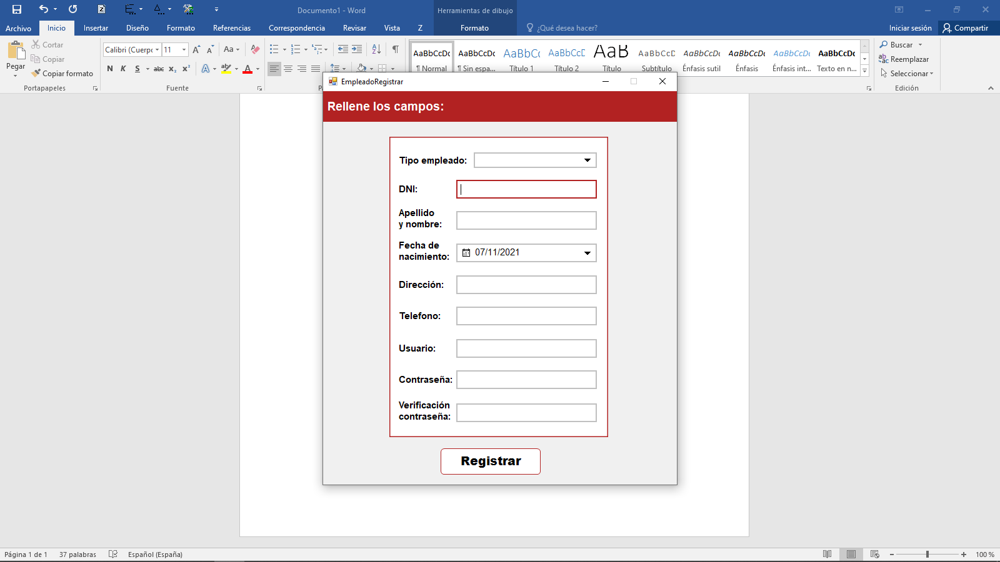 Documento1 - Word
Herramientas de dibujo
Archivo
Inicio
Insertar
Diseño
Formato
Referencias
Correspondencia
Revisar
Vista
Z
Formato
¿Qué desea hacer?
Iniciar sesión
Compartir
Pegar
Cortar
Copiar
Copiar formato
Portapapeles
Calibri (Cuerpo
11
Aa
N K S abc x₂ x²
Fuente
AaBbCcDc
¶ Normal
AaBbCcDc
¶ Sin espa...
AaBbCc
Título 1
AaBbCcD
Título 2
AaB
Título
AaBbCcD
Subtítulo
AaBbCcDc
Énfasis sutil
AaBbCcDc
Énfasis
AaBbCcDc
Énfasis int...
AaBbCcDc
Texto en n...
Buscar
Reemplazar
Seleccionar
Edición
EmpleadoRegistrar
Rellene los campos:
Tipo empleado:
DNI:
Apellido
y nombre:
Fecha de
nacimiento:
07/11/2021
Dirección:
Telefono:
Usuario:
Contraseña:
Verificación
contraseña:
Registrar
Página 1 de 1
37 palabras
Español (España)
100 %